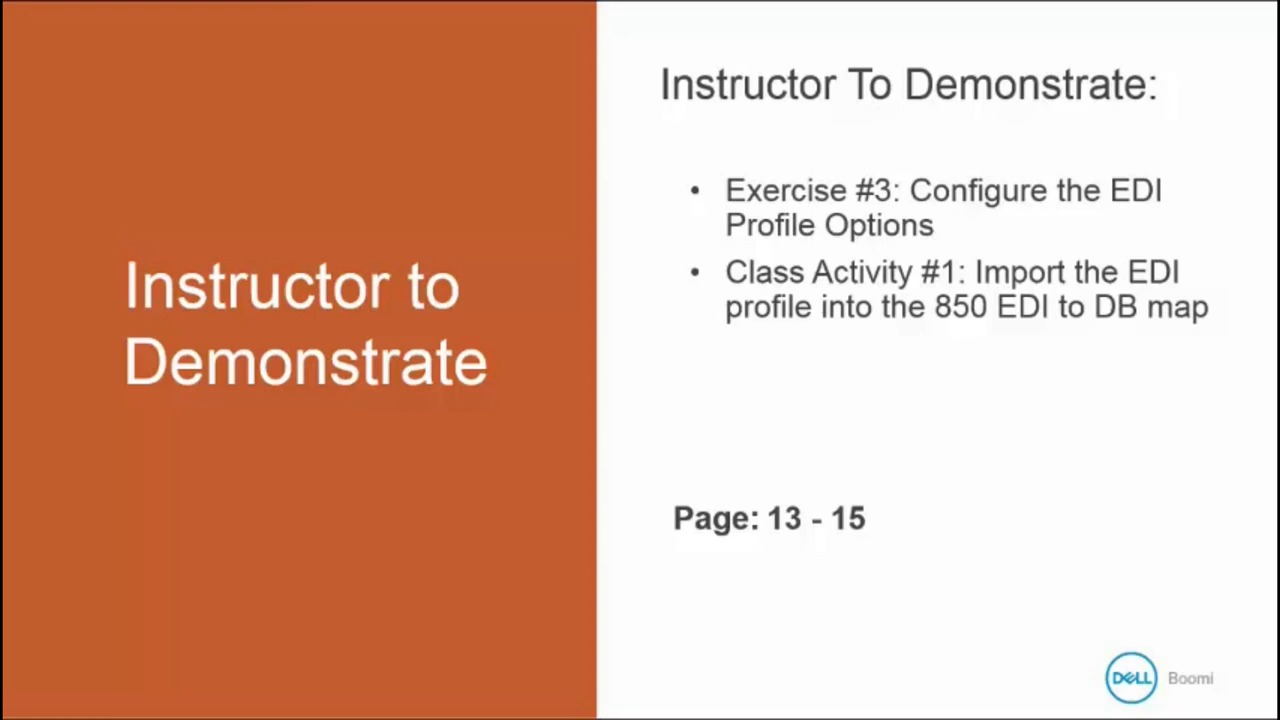 Instructor to
Demonstrate
Instructor To Demonstrate:
• Exercise #3: Configure the EDI
Profile Options
• Class Activity #1: Import the EDI
profile into the 850 EDI to DB map
Page: 13 - 15
DELL Boomi